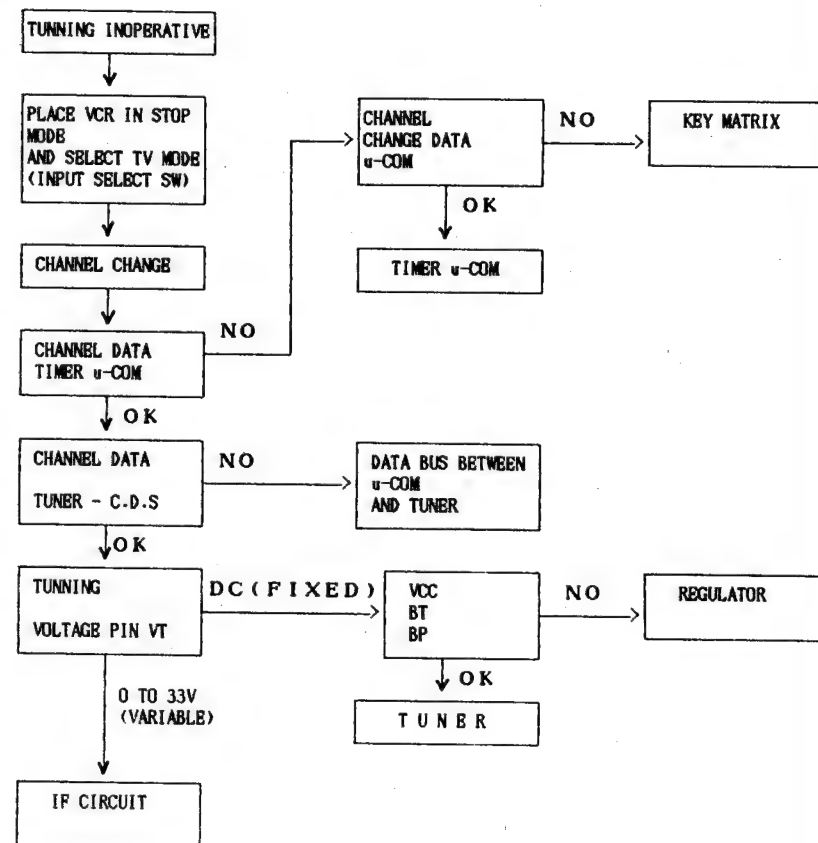 TUNNING INOPERATIVE
PLACE VCR IN STOP
MODE
AND SELECT TV MODE
(INPUT SELECT SW)
CHANNEL CHANGE
CHANNEL DATA
TIMER u-COM
NO
CHANNEL
CHANGE DATA
u-COM
NO
KEY MATRIX
OK
TIMER u-COM
OK
CHANNEL DATA
TUNER - C.D.S
NO
DATA BUS BETWEEN
u-COM
AND TUNER
OK
TUNNING
VOLTAGE PIN VT
DC(FIXED)
VCC
BT
BP
NO
REGULATOR
OK
TUNER
0 TO 33V
(VARIABLE)
IF CIRCUIT